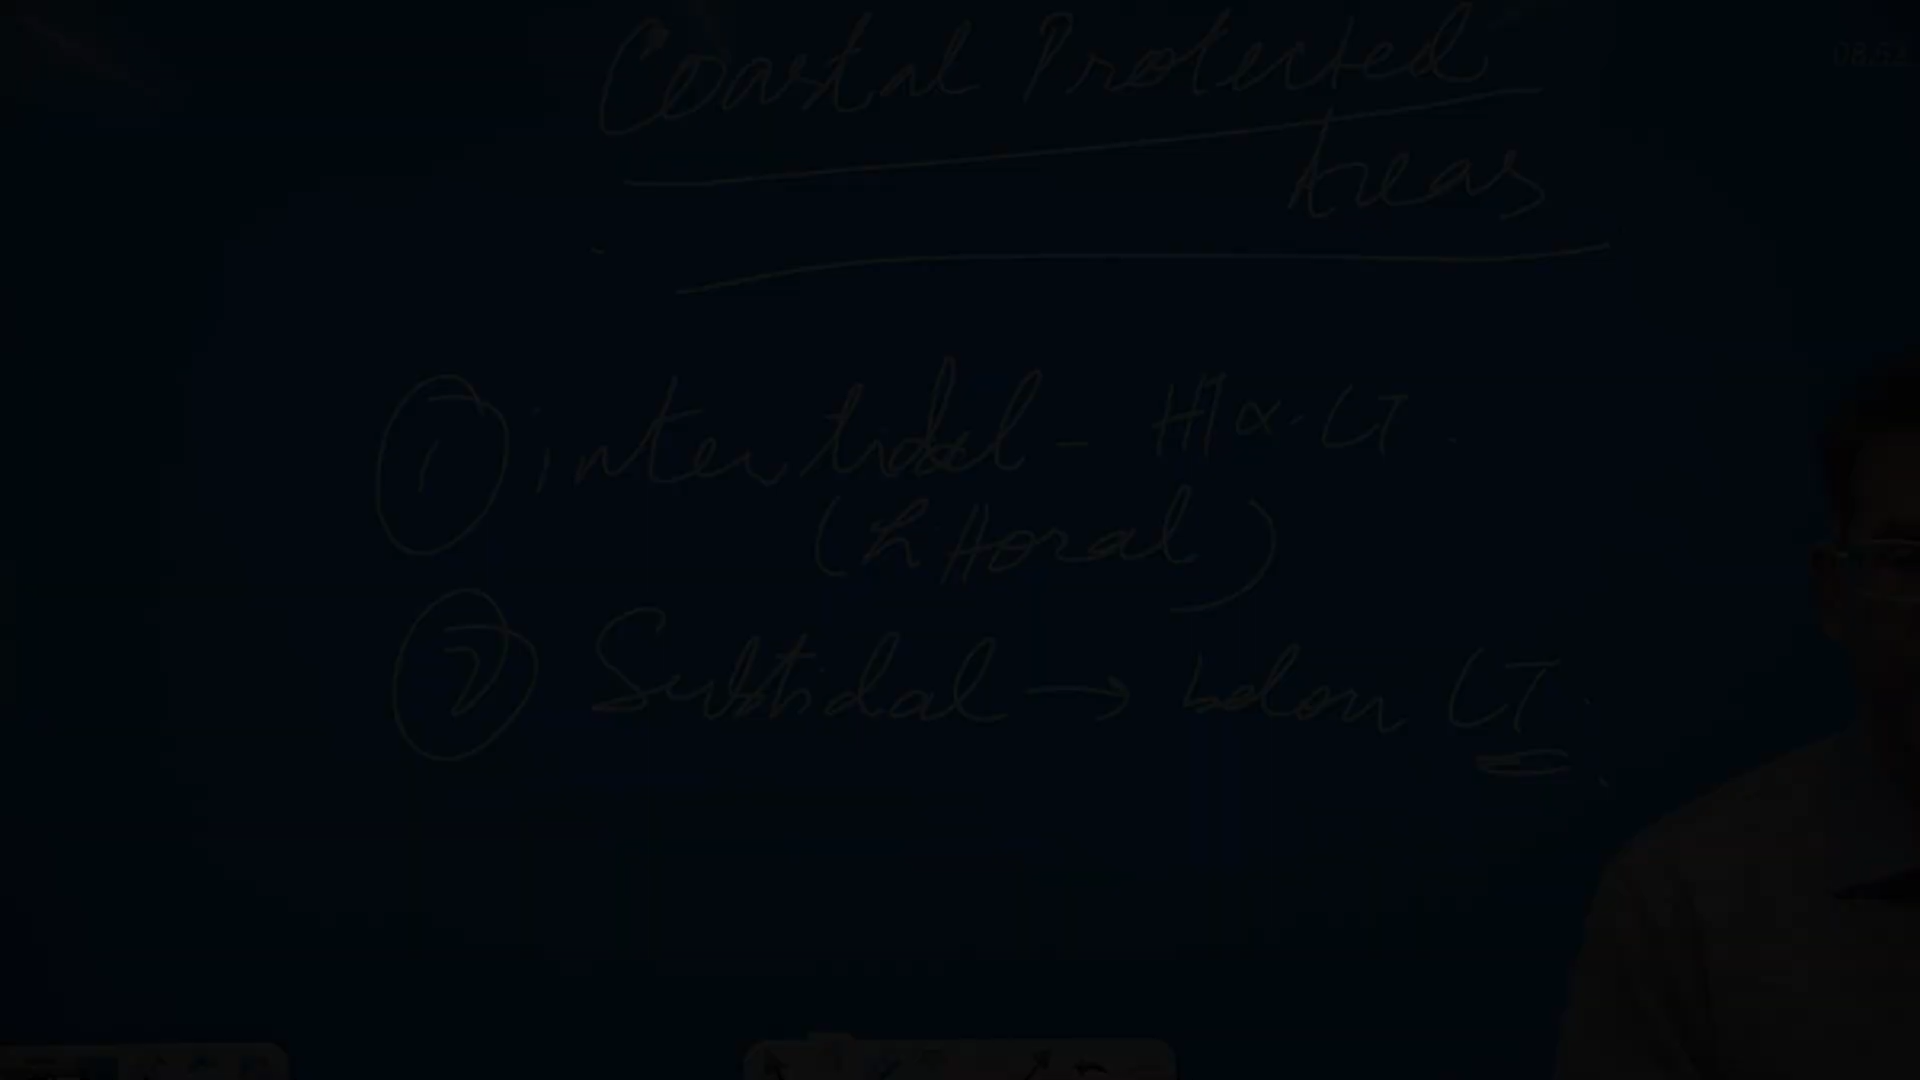 Coastal Protected
Areas
① intertidal - HT & LT.
(Littoral)
② Subtidal → below LT.